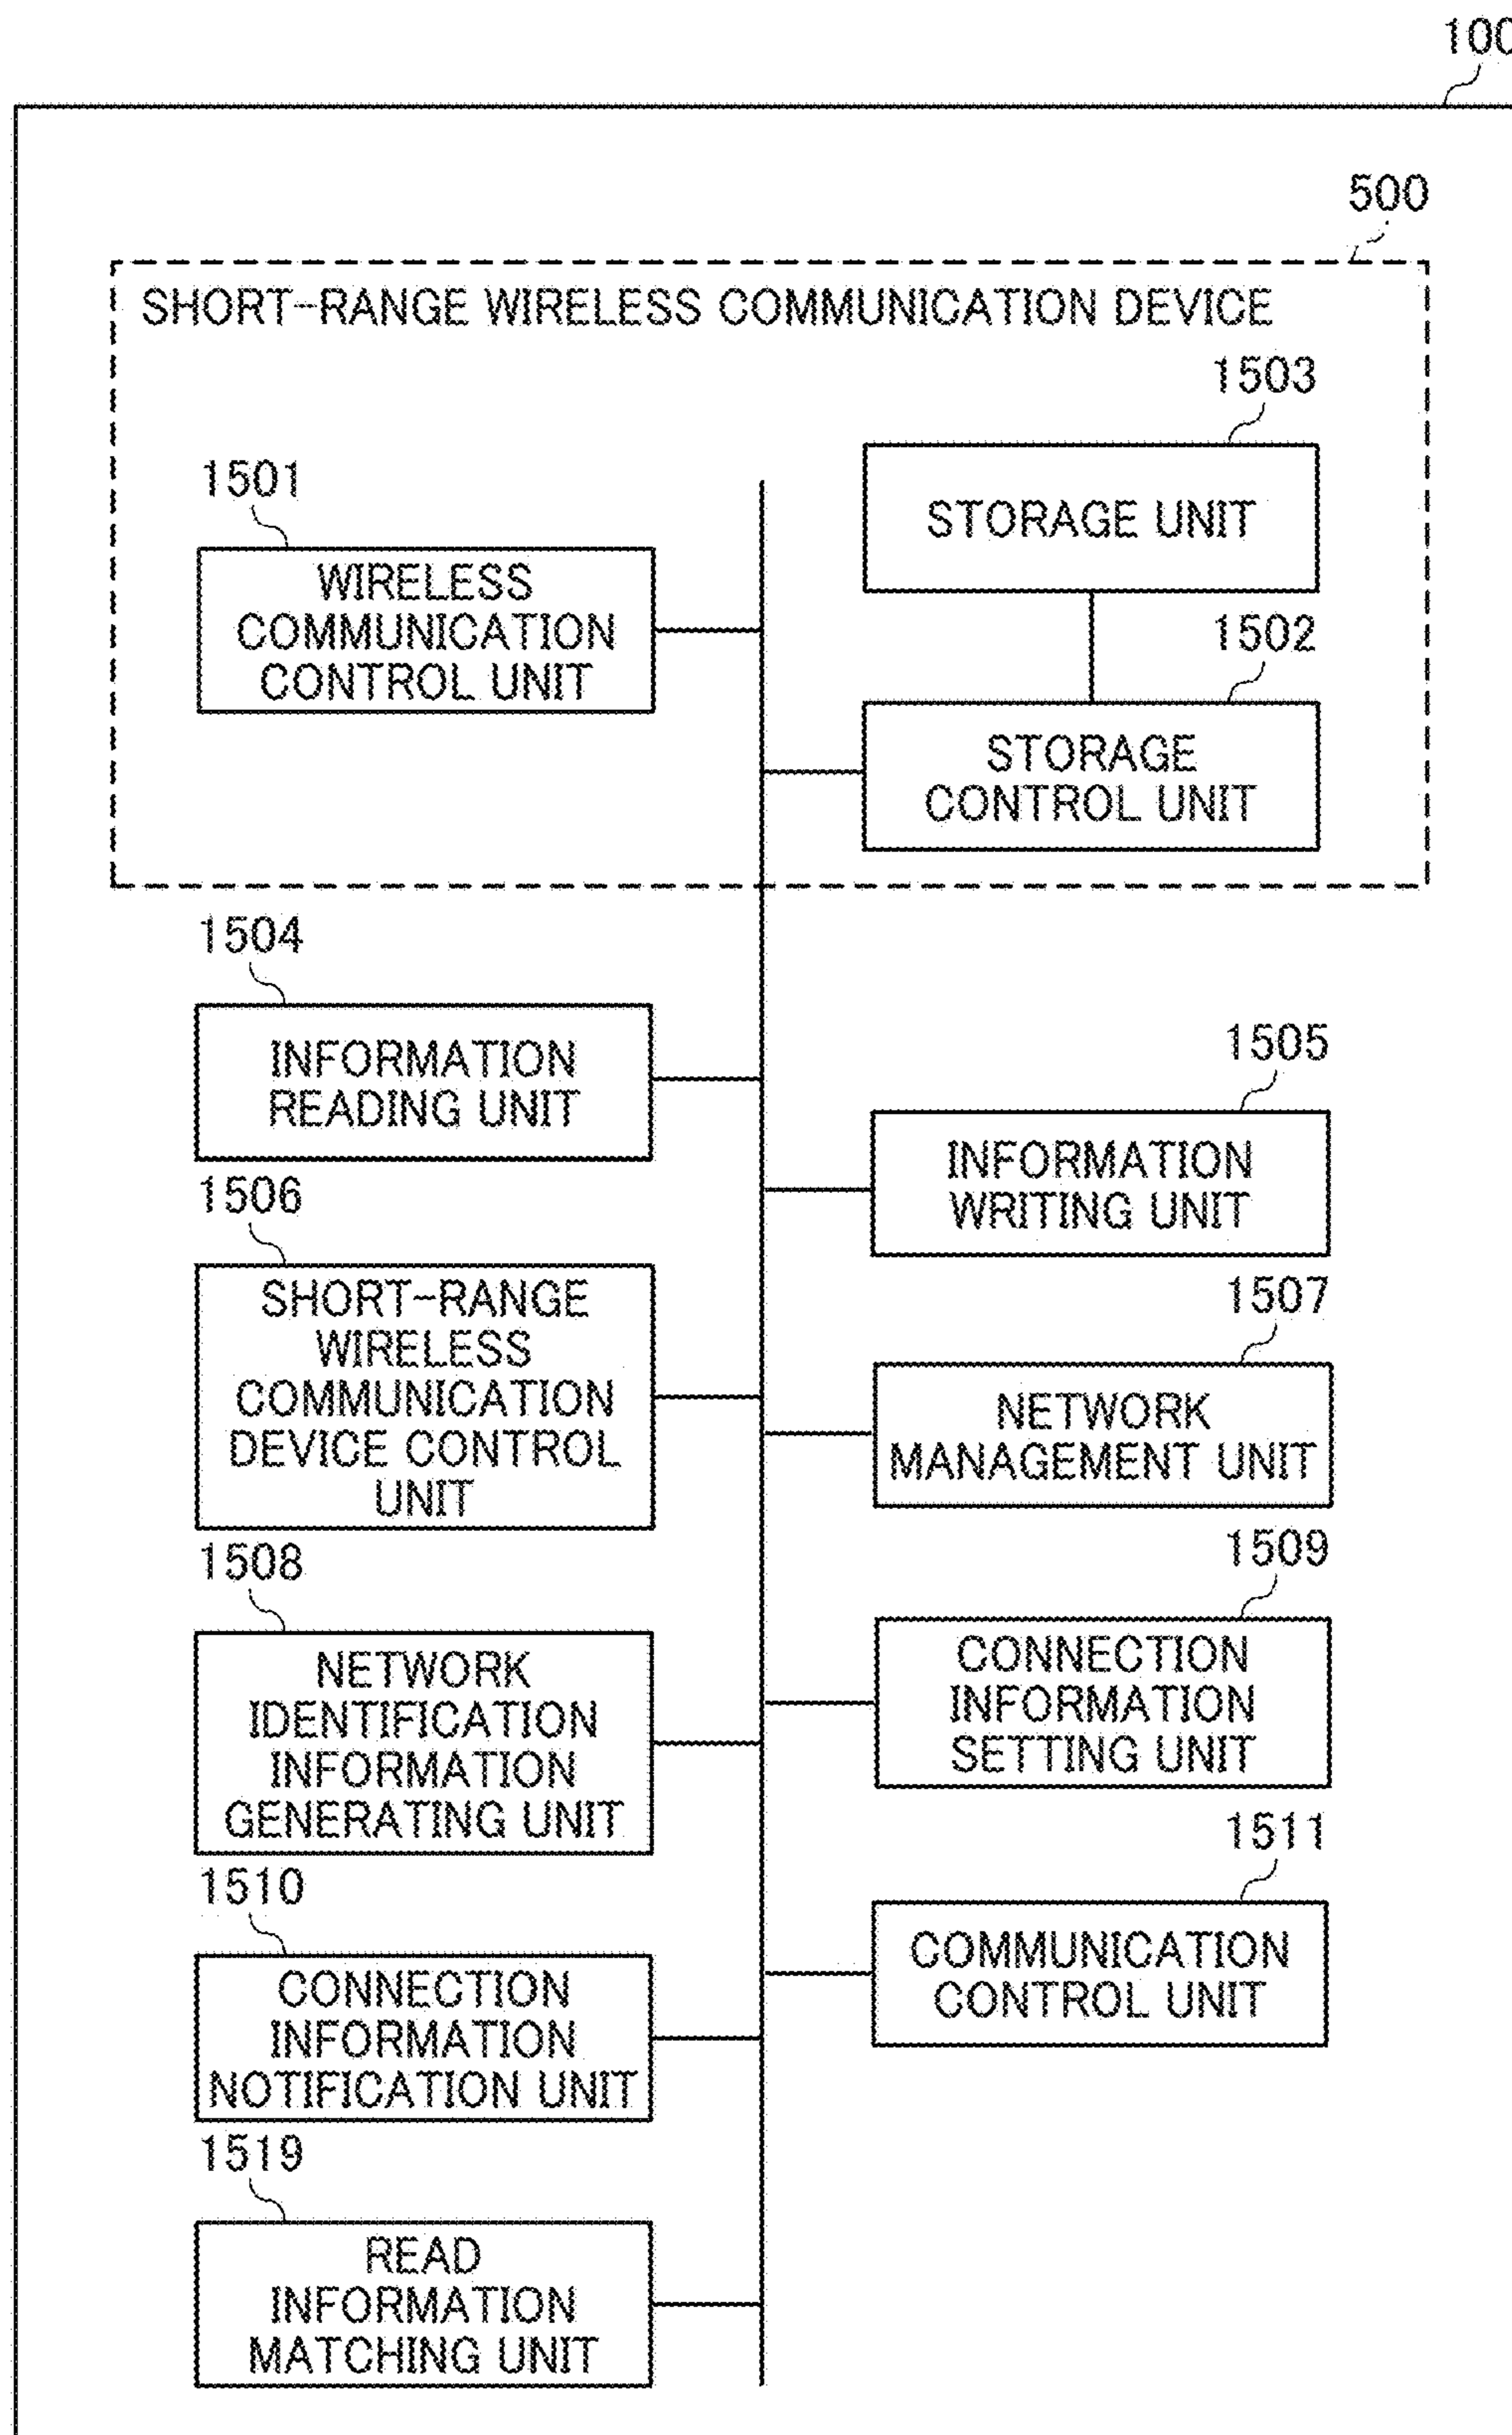 100
500
SHORT-RANGE WIRELESS COMMUNICATION DEVICE
1503
STORAGE UNIT
1501
WIRELESS
COMMUNICATION
CONTROL UNIT
1502
STORAGE
CONTROL UNIT
1504
INFORMATION
READING UNIT
1505
INFORMATION
WRITING UNIT
1506
SHORT-RANGE
WIRELESS
COMMUNICATION
DEVICE CONTROL
UNIT
1507
NETWORK
MANAGEMENT UNIT
1508
NETWORK
IDENTIFICATION
INFORMATION
GENERATING UNIT
1509
CONNECTION
INFORMATION
SETTING UNIT
1510
CONNECTION
INFORMATION
NOTIFICATION UNIT
1511
COMMUNICATION
CONTROL UNIT
1519
READ
INFORMATION
MATCHING UNIT